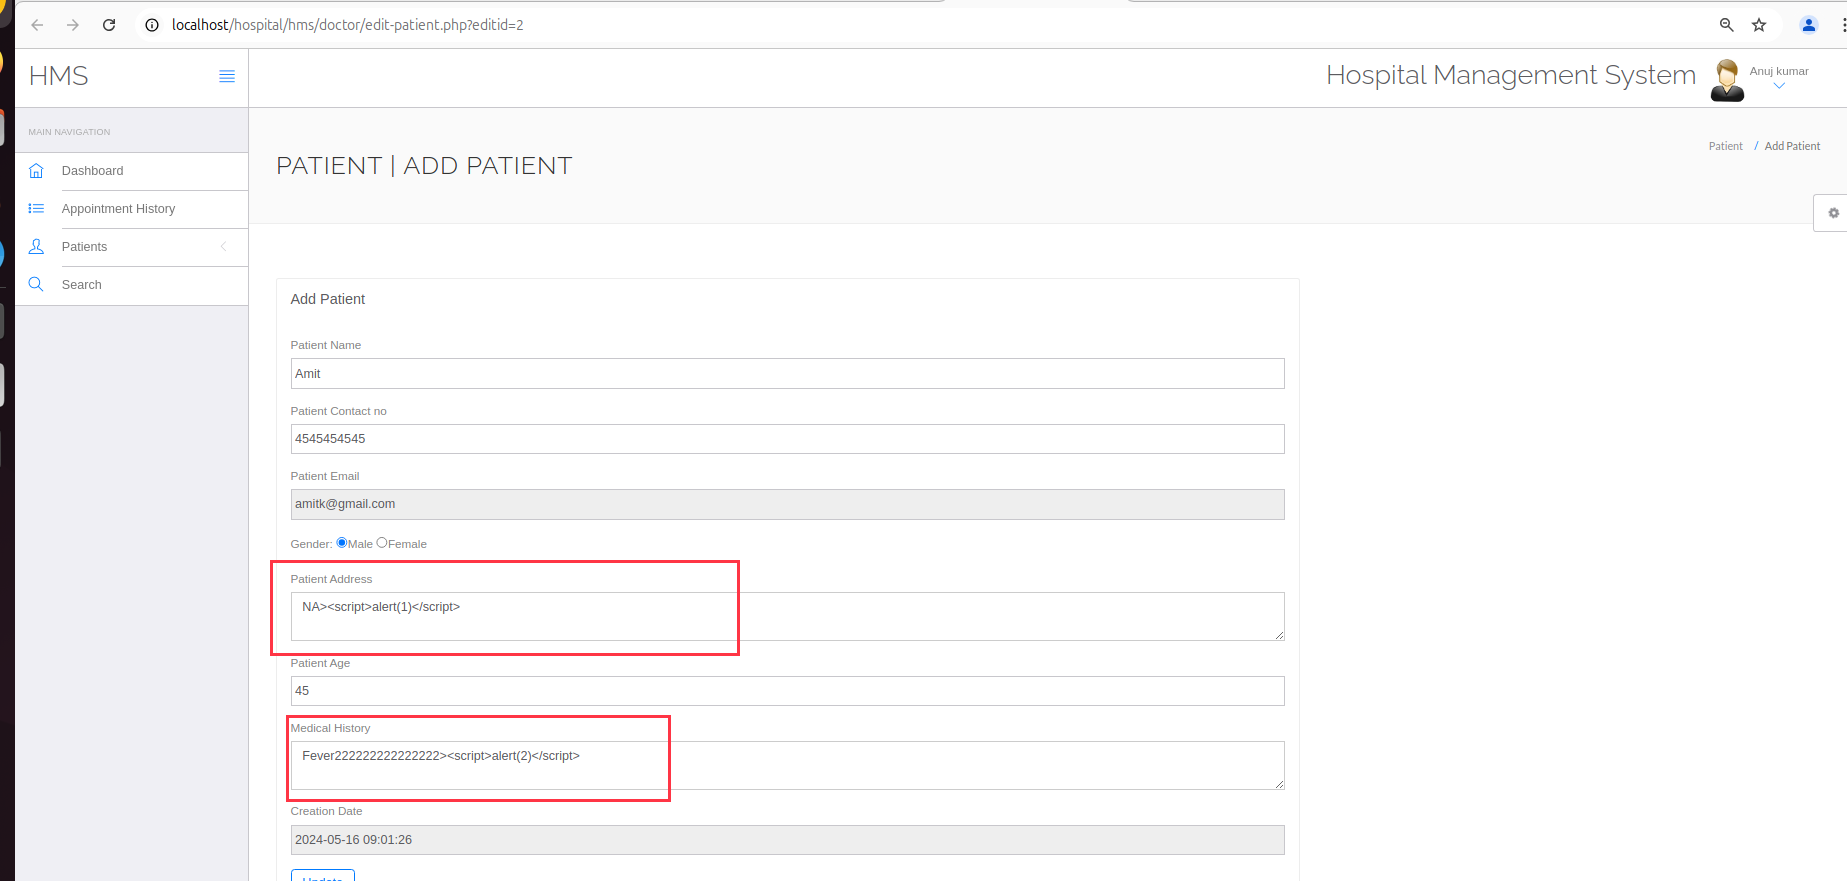 localhost/hospital/hms/doctor/edit-patient.php?editid=2
HMS
Hospital Management System
Anuj kumar
MAIN NAVIGATION
Dashboard
Appointment History
Patients
Search
PATIENT | ADD PATIENT
Patient / Add Patient
Add Patient
Patient Name
Amit
Patient Contact no
4545454545
Patient Email
amitk@gmail.com
Gender: Male Female
Patient Address
NA><script>alert(1)</script>
Patient Age
45
Medical History
Fever222222222222222><script>alert(2)</script>
Creation Date
2024-05-16 09:01:26
Update